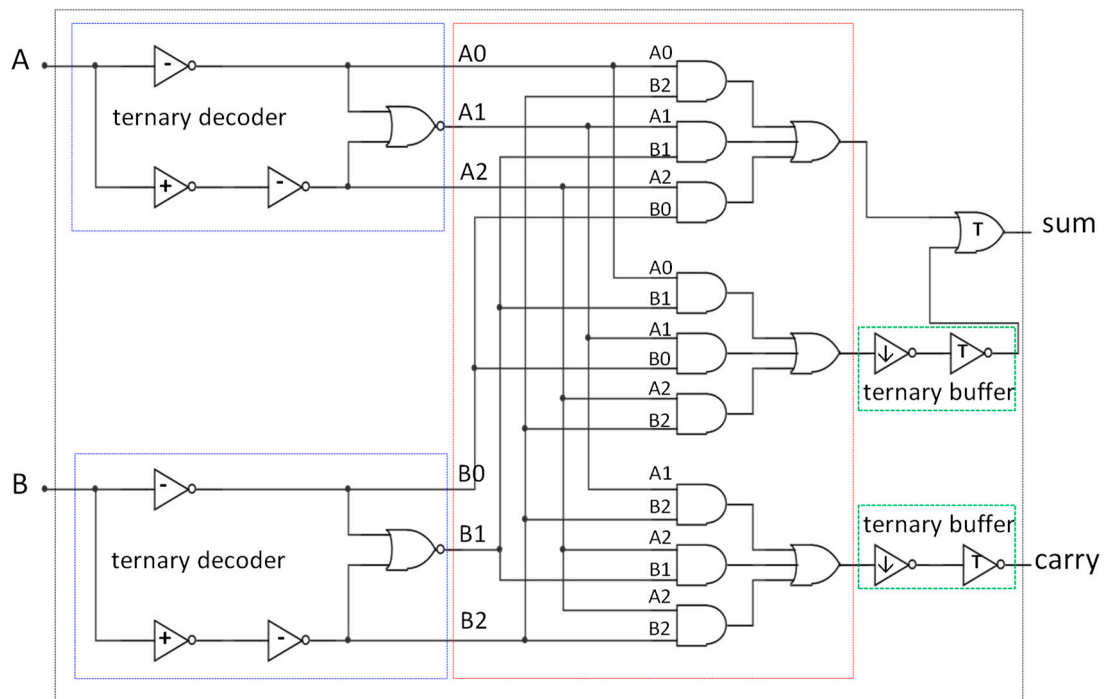 A
-
ternary decoder
+
-
A0
A1
A2
A0
B2
A1
B1
A2
B0
T
sum
A0
B1
A1
B0
A2
B2
↓
T
ternary buffer
B
-
ternary decoder
+
-
B0
B1
B2
A1
B2
A2
B1
A2
B2
ternary buffer
↓
T
carry